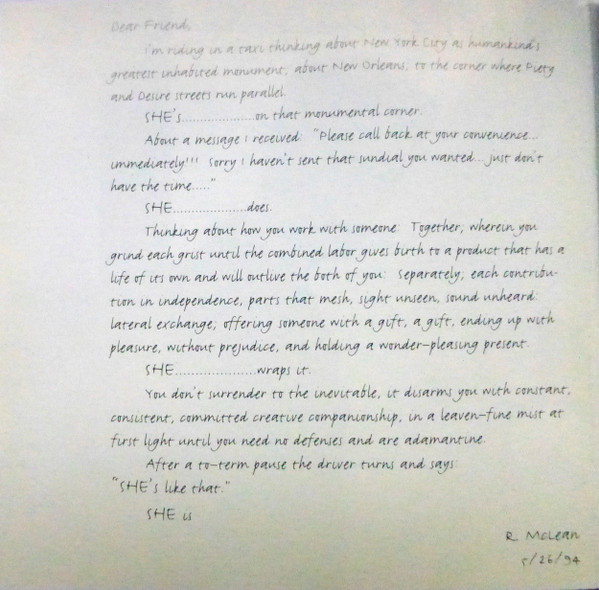 Dear Friend,
I'm riding in a taxi thinking about New York City as humankind's
greatest inhabited monument, about New Orleans, to the corner where Piety
and Desire streets run parallel.
SHE's....................on that monumental corner.
About a message I received: "Please call back at your convenience...
immediately!!! Sorry I haven't sent that sundial you wanted... just don't
have the time....."
SHE....................does.
Thinking about how you work with someone: Together, wherein you
grind each grist until the combined labor gives birth to a product that has a
life of its own and will outlive the both of you: Separately; each contribu-
tion in independence, parts that mesh, sight unseen, sound unheard:
lateral exchange; offering someone with a gift, a gift, ending up with
pleasure, without prejudice, and holding a wonder-pleasing present.
SHE......................wraps it.
You don't surrender to the inevitable, it disarms you with constant,
consistent, committed creative companionship, in a leaven-fine mist at
first light until you need no defenses and are adamantine.
After a to-term pause the driver turns and says:
"SHE's like that."
SHE is
R McLean
5/26/94